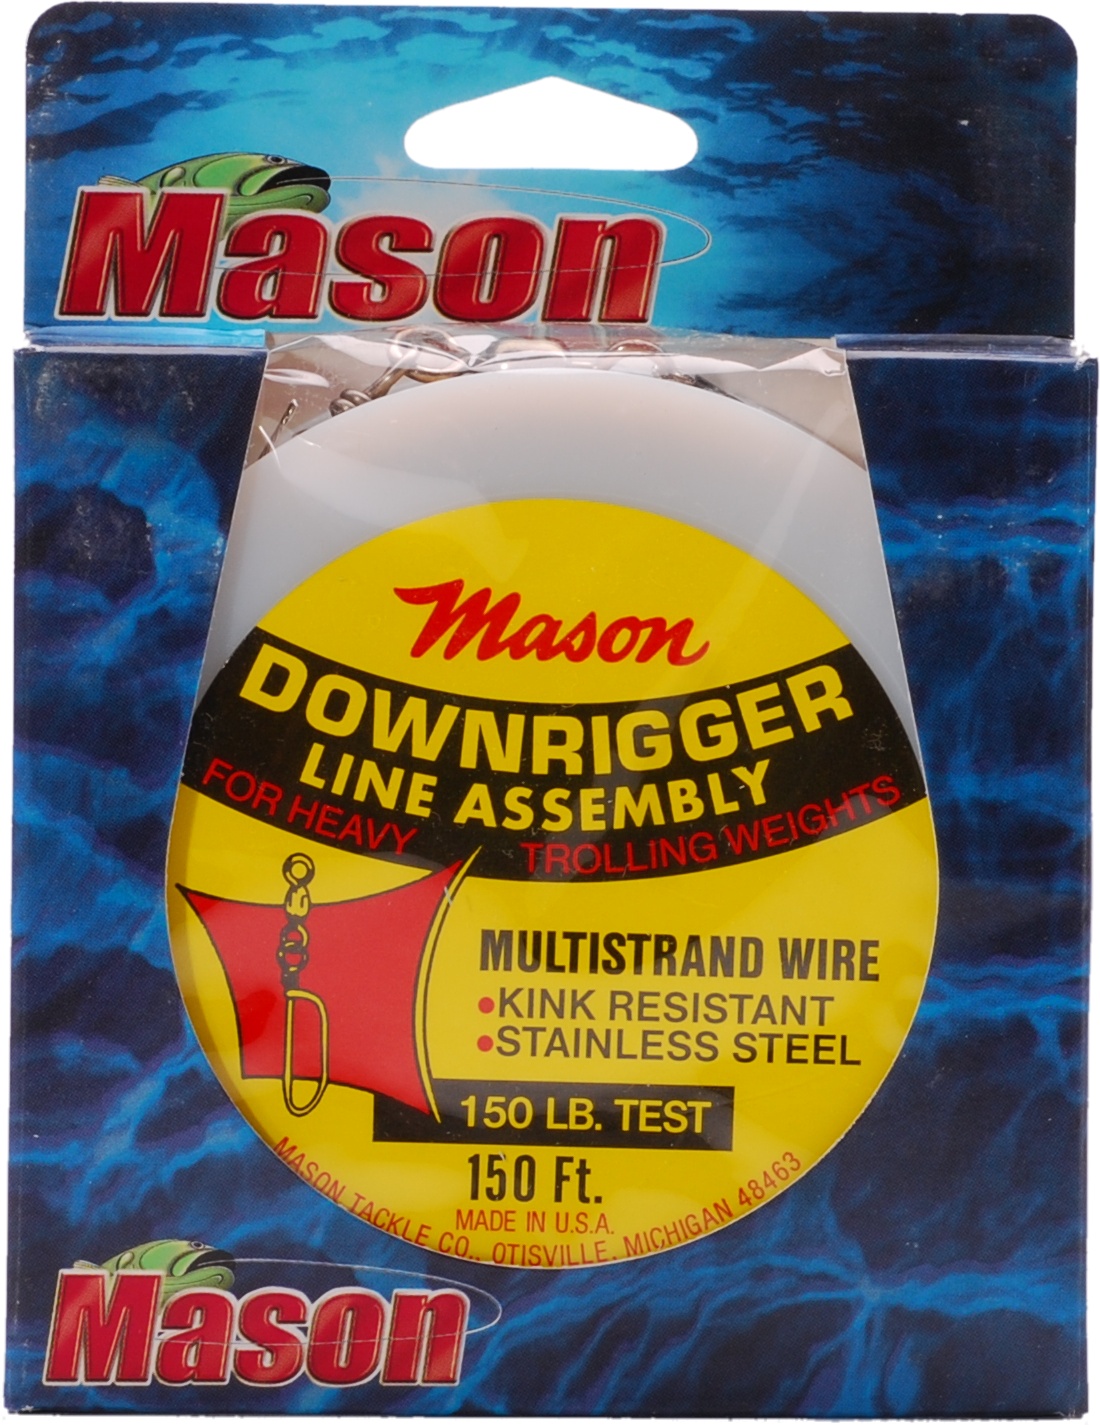 Mason
Mason
DOWNRIGGER
LINE ASSEMBLY
FOR HEAVY TROLLING WEIGHTS
MULTISTRAND WIRE
•KINK RESISTANT
•STAINLESS STEEL
150 LB. TEST
150 Ft.
MADE IN U.S.A.
MASON TACKLE CO., OTISVILLE, MICHIGAN 48463
Mason